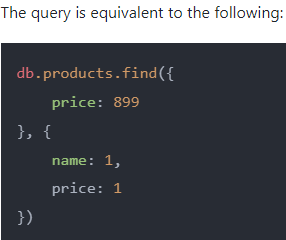 The query is equivalent to the following:
db.products.find({
    price: 899
}, {
    name: 1,
    price: 1
})